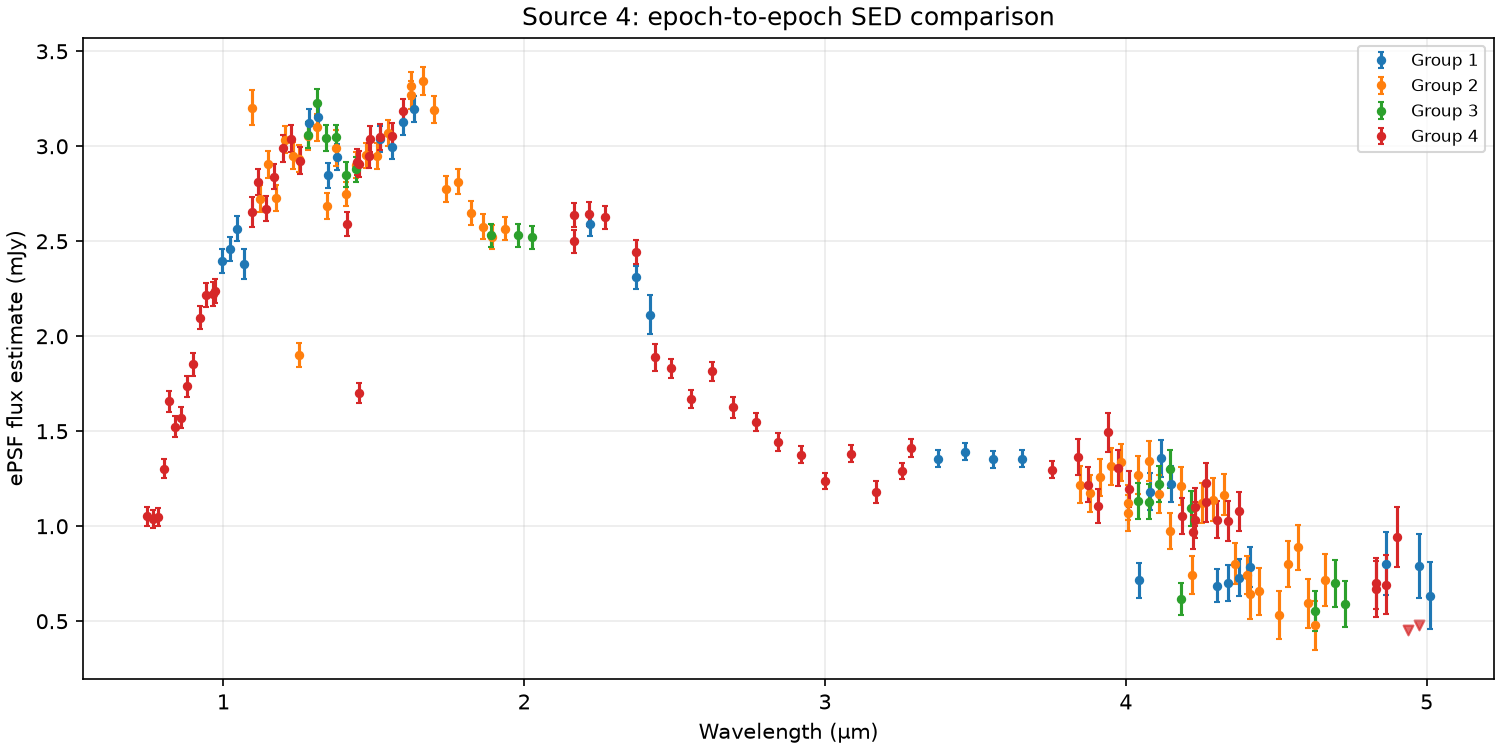 Source 4: epoch-to-epoch SED comparison
ePSF flux estimate (mJy)
3.5
3.0
2.5
2.0
1.5
1.0
0.5
Group 1
Group 2
Group 3
Group 4
1
2
3
4
5
Wavelength (µm)